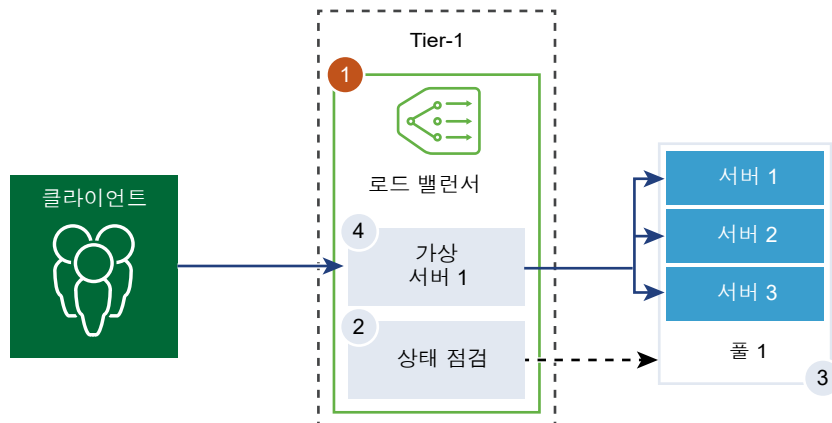 Tier-1
1
로드 밸런서
클라이언트
4
가상
서버 1
2
상태 점검
서버 1
서버 2
서버 3
풀 1
3